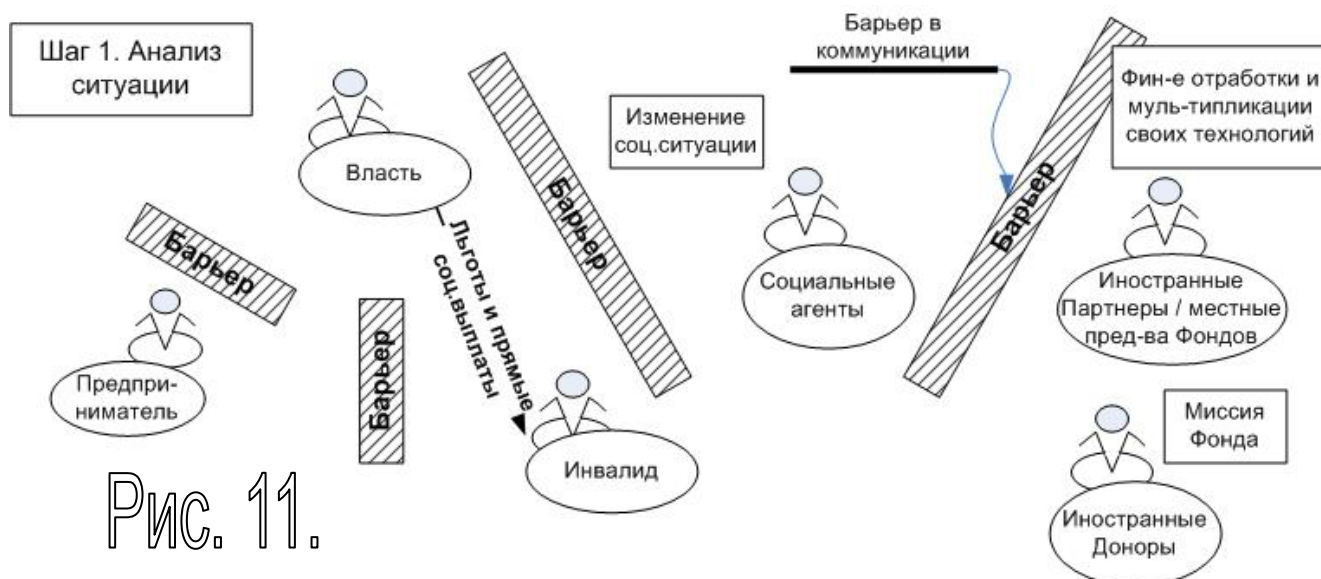 Шаг 1. Анализ
ситуации
Власть
Барьер
Предпри-
ниматель
Барьер
Льготы и прямые
соц.выплаты
Барьер
Инвалид
Изменение
соц.ситуации
Социальные
агенты
Барьер в
коммуникации
Барьер
Фин-е отработки и
муль-типликации
своих технологий
Иностранные
Партнеры / местные
пред-ва Фондов
Миссия
Фонда
Иностранные
Доноры
Рис. 11.